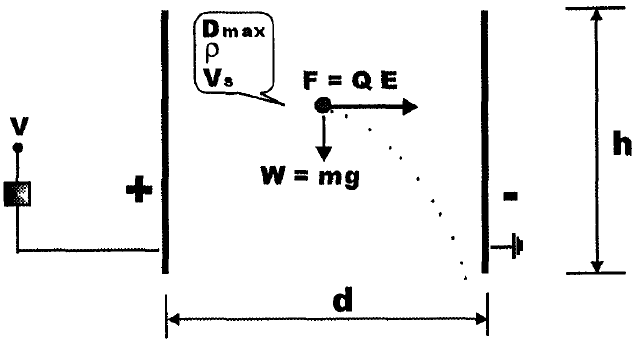 Dmax
ρ
Vs
F = Q E
W = mg
V
+
-
h
d